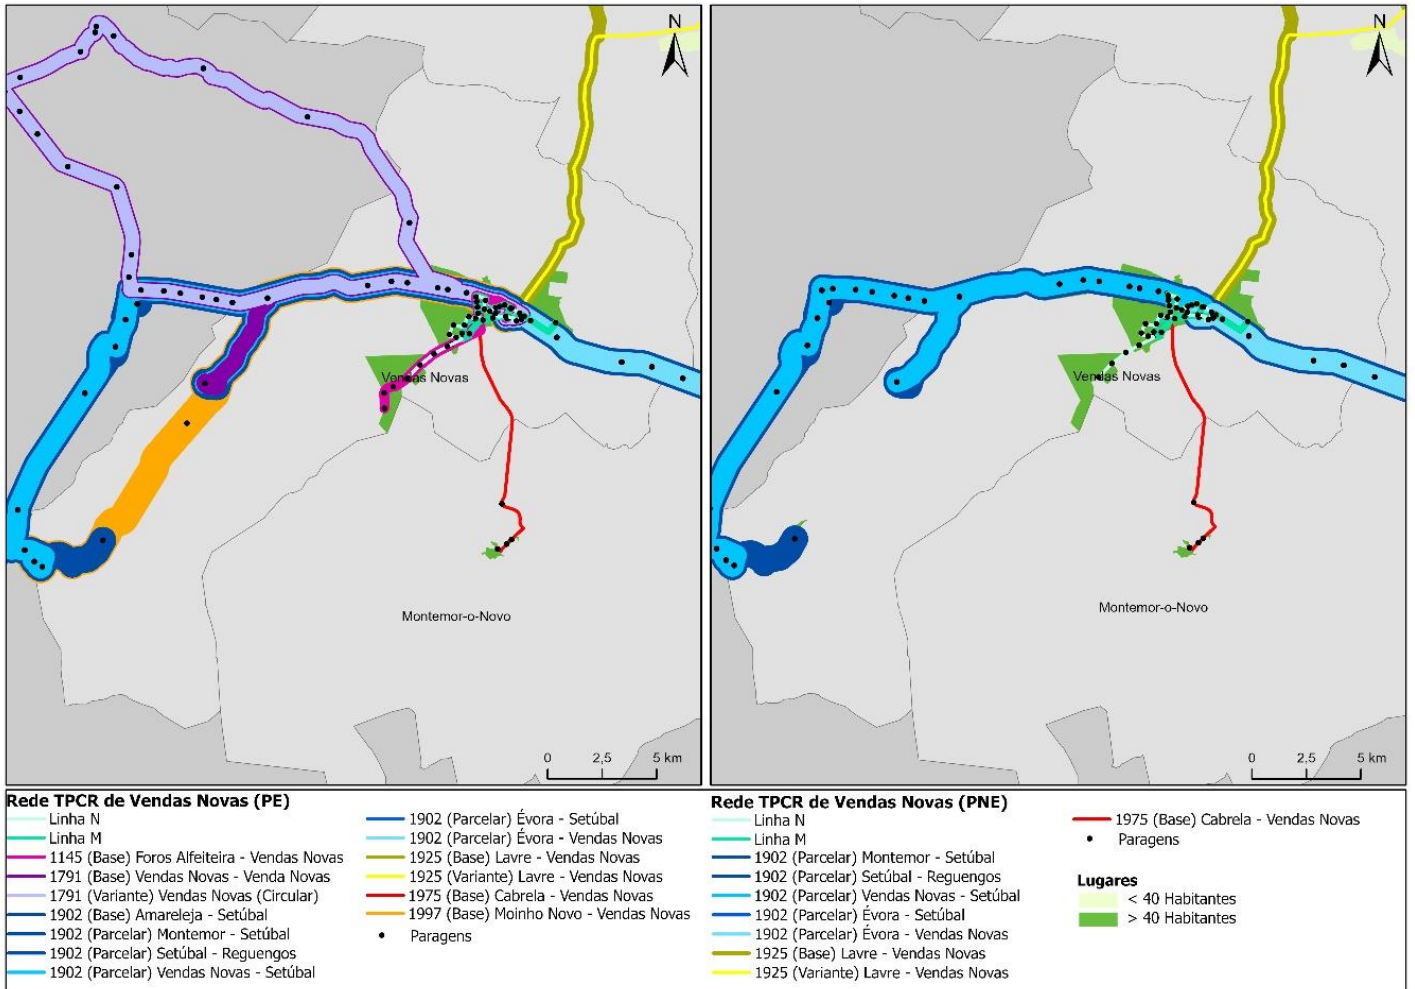 N
Vendas Novas
Montemor-o-Novo
0 2,5 5 km
N
Vendas Novas
Montemor-o-Novo
0 2,5 5 km
Rede TPCR de Vendas Novas (PE)
Linha N
Linha M
1145 (Base) Foros Alfeiteira - Vendas Novas
1791 (Base) Vendas Novas - Venda Novas
1791 (Variante) Vendas Novas (Circular)
1902 (Base) Amareleja - Setúbal
1902 (Parcelar) Montemor - Setúbal
1902 (Parcelar) Setúbal - Reguengos
1902 (Parcelar) Vendas Novas - Setúbal
1902 (Parcelar) Évora - Setúbal
1902 (Parcelar) Évora - Vendas Novas
1925 (Base) Lavre - Vendas Novas
1925 (Variante) Lavre - Vendas Novas
1975 (Base) Cabrela - Vendas Novas
1997 (Base) Moinho Novo - Vendas Novas
Paragens
Rede TPCR de Vendas Novas (PNE)
Linha N
Linha M
1902 (Parcelar) Montemor - Setúbal
1902 (Parcelar) Setúbal - Reguengos
1902 (Parcelar) Vendas Novas - Setúbal
1902 (Parcelar) Évora - Setúbal
1902 (Parcelar) Évora - Vendas Novas
1925 (Base) Lavre - Vendas Novas
1925 (Variante) Lavre - Vendas Novas
1975 (Base) Cabrela - Vendas Novas
Paragens
Lugares
< 40 Habitantes
> 40 Habitantes